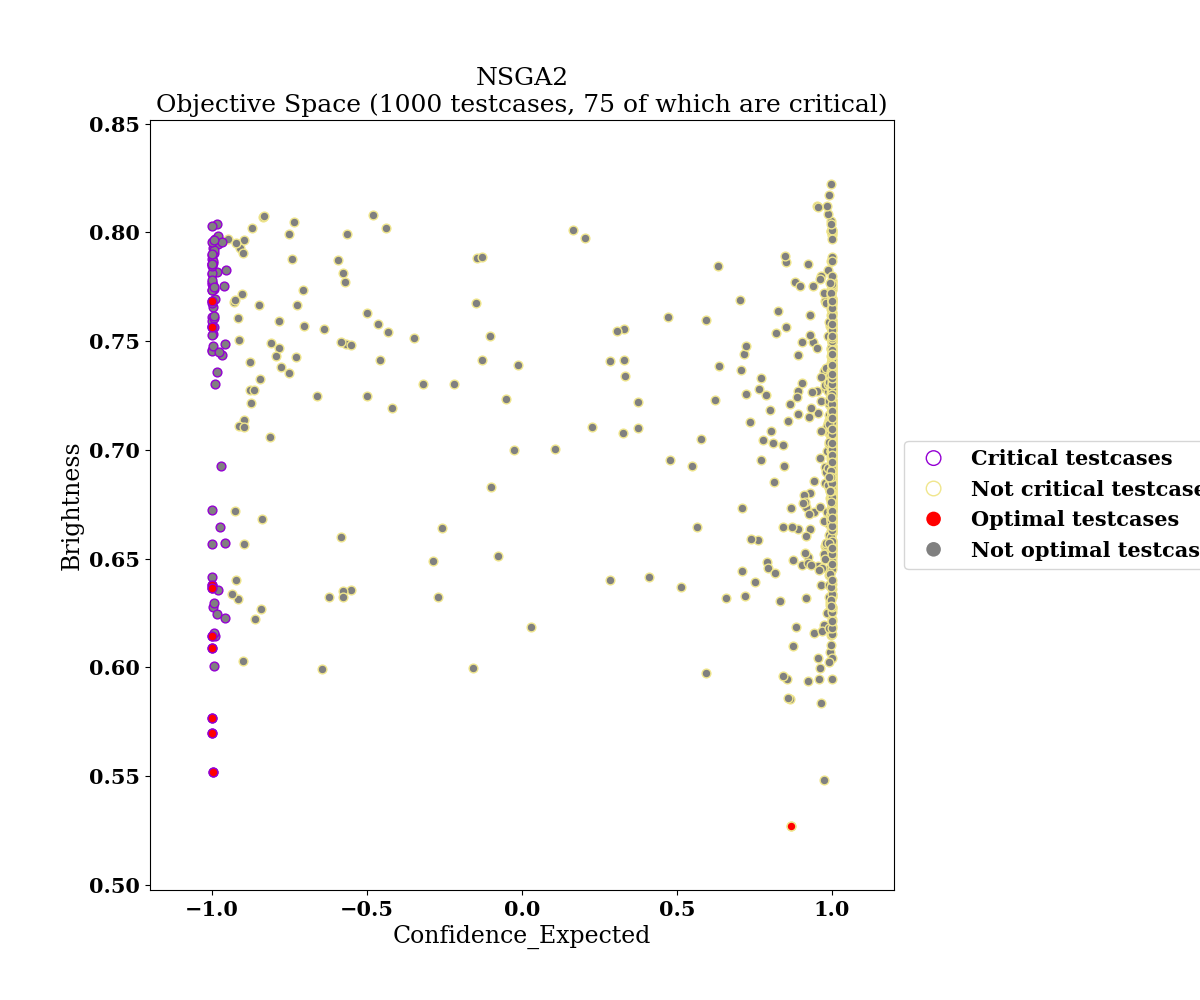 NSGA2
Objective Space (1000 testcases, 75 of which are critical)
0.85
0.80
0.75
0.70
0.65
0.60
0.55
0.50
Brightness
−1.0
−0.5
0.0
0.5
1.0
Confidence_Expected
Critical testcases
Not critical testcase
Optimal testcases
Not optimal testcas